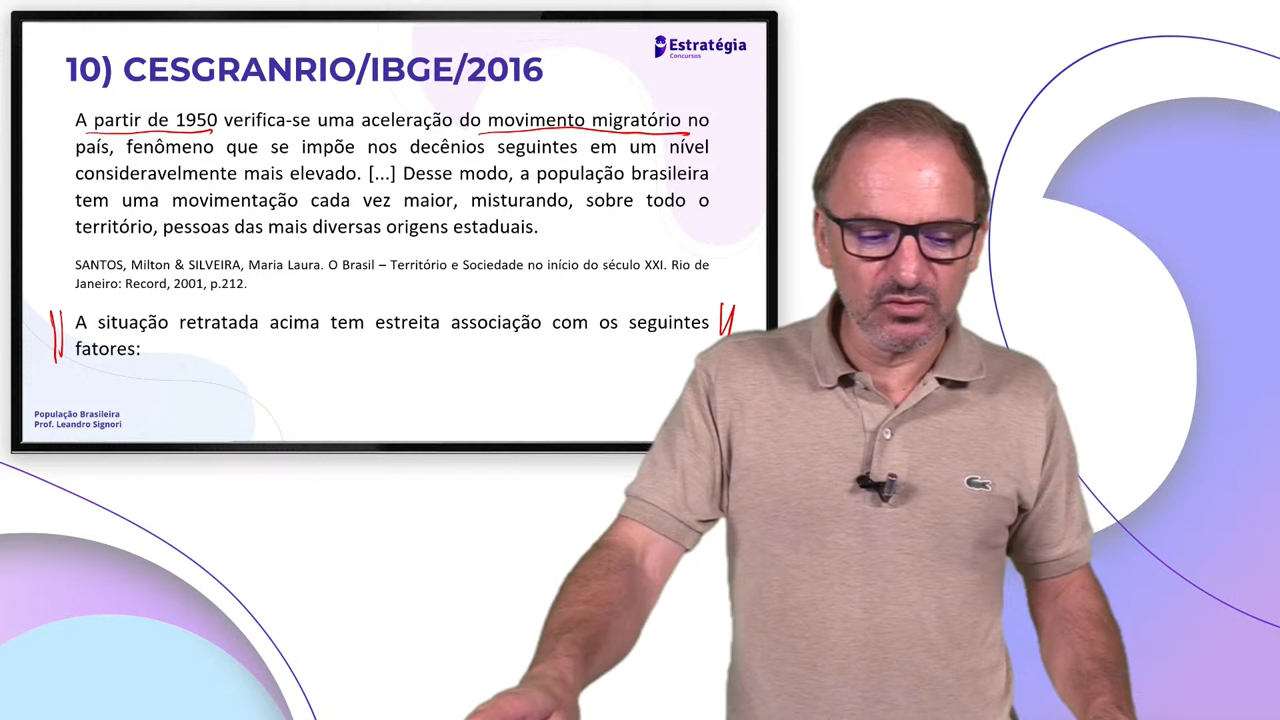 Estratégia
Concursos
10) CESGRANRIO/IBGE/2016
A partir de 1950 verifica-se uma aceleração do movimento migratório no
país, fenômeno que se impõe nos decênios seguintes em um nível
consideravelmente mais elevado. [...] Desse modo, a população brasileira
tem uma movimentação cada vez maior, misturando, sobre todo o
território, pessoas das mais diversas origens estaduais.
SANTOS, Milton & SILVEIRA, Maria Laura. O Brasil – Território e Sociedade no início do século XXI. Rio de
Janeiro: Record, 2001, p.212.
A situação retratada acima tem estreita associação com os seguintes
fatores:
População Brasileira
Prof. Leandro Signori